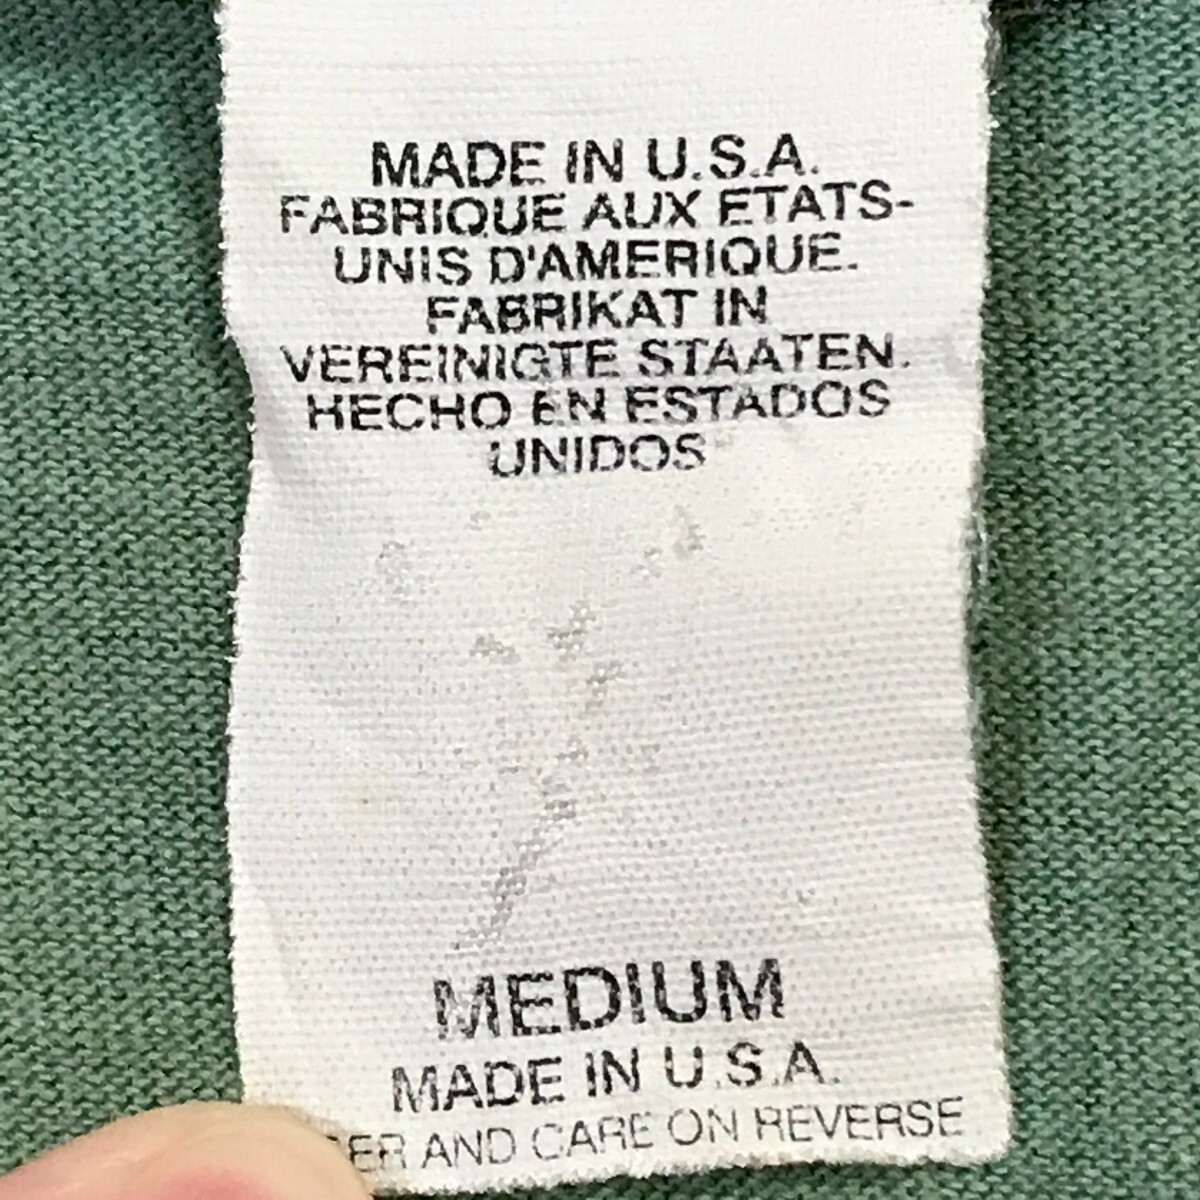 MADE IN U.S.A.
FABRIQUE AUX ETATS-
UNIS D'AMERIQUE.
FABRIKAT IN
VEREINIGTE STAATEN.
HECHO EN ESTADOS
UNIDOS
MEDIUM
MADE IN U.S.A.
AND CARE ON REVERSE